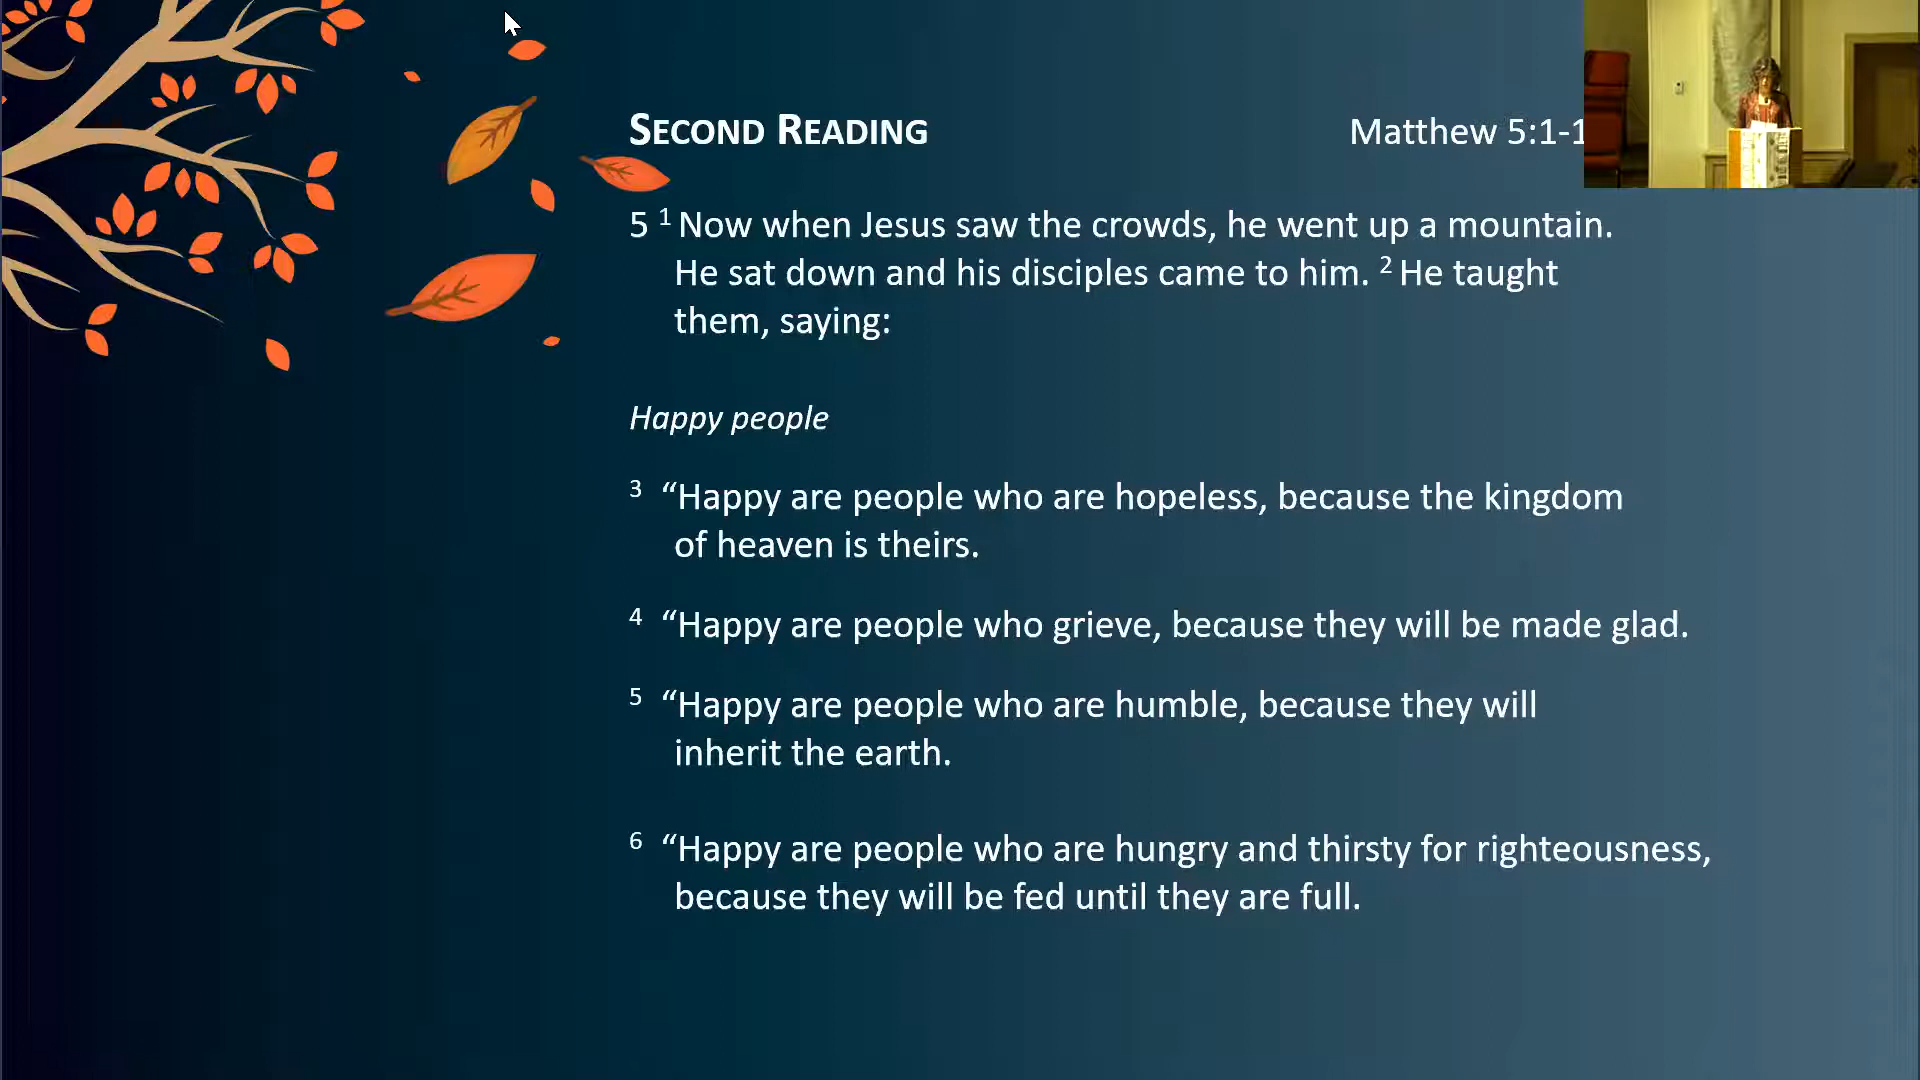 SECOND READING Matthew 5:1-1
5 1 Now when Jesus saw the crowds, he went up a mountain.
He sat down and his disciples came to him. 2 He taught
them, saying:
Happy people
3 “Happy are people who are hopeless, because the kingdom
of heaven is theirs.
4 “Happy are people who grieve, because they will be made glad.
5 “Happy are people who are humble, because they will
inherit the earth.
6 “Happy are people who are hungry and thirsty for righteousness,
because they will be fed until they are full.